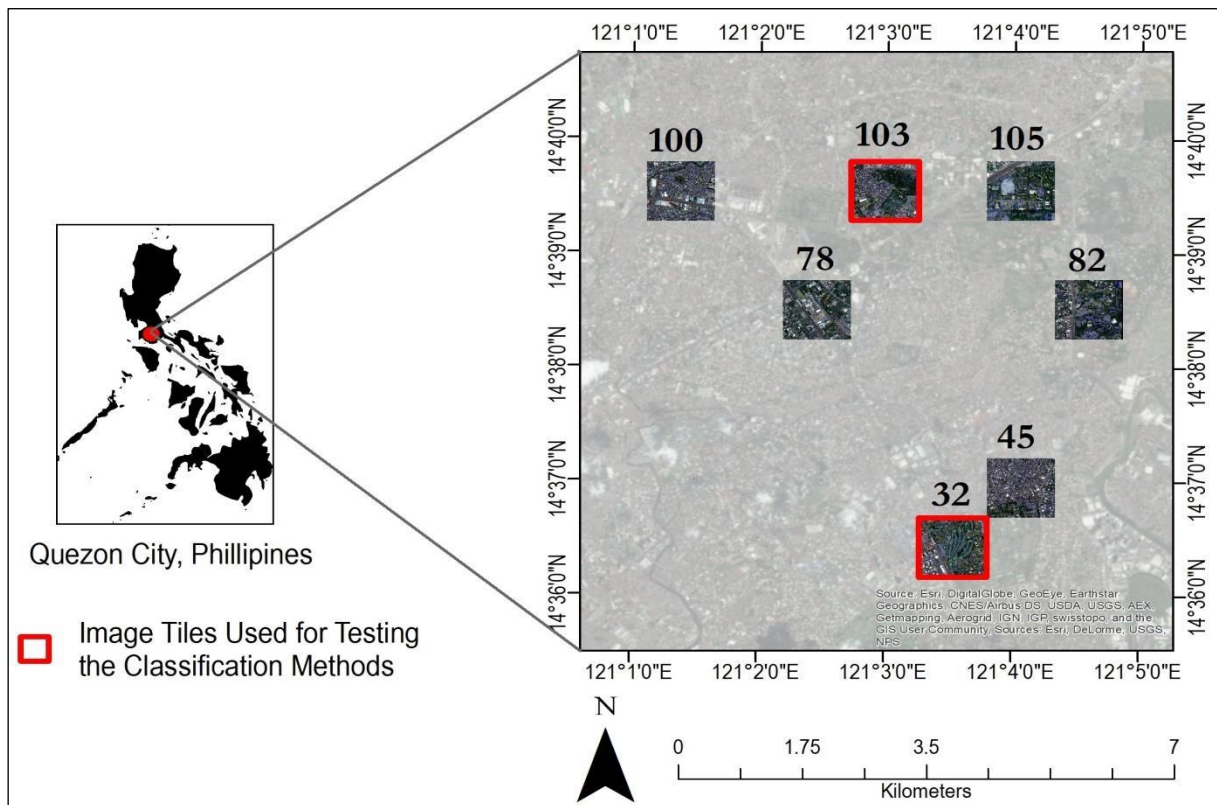 121°1'0"E 121°2'0"E 121°3'0"E 121°4'0"E 121°5'0"E
14°40'0"N
14°39'0"N
14°38'0"N
14°37'0"N
14°36'0"N
100
103
105
78
82
45
32
14°40'0"N
14°39'0"N
14°38'0"N
14°37'0"N
14°36'0"N
Source: Esri, DigitalGlobe, GeoEye, Earthstar
Geographics, CNES/Airbus DS, USDA, USGS, AEX,
Getmapping, Aerogrid, IGN, IGP, swisstopo, and the
GIS User Community, Sources: Esri, DeLorme, USGS,
NPS
121°1'0"E 121°2'0"E 121°3'0"E 121°4'0"E 121°5'0"E
Quezon City, Phillipines
Image Tiles Used for Testing
the Classification Methods
N
0 1.75 3.5 7
Kilometers